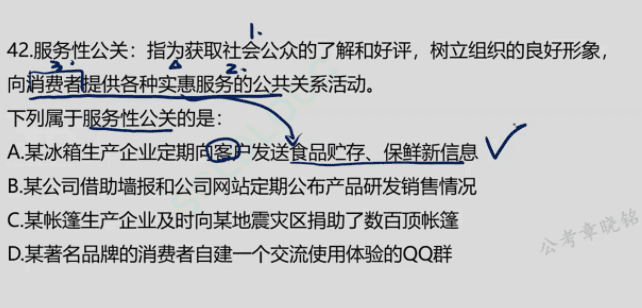 1.
42.服务性公关：指为获取社会公众的了解和好评，树立组织的良好形象，
3. 2.
向消费者提供各种实惠服务的公共关系活动。
下列属于服务性公关的是：
A.某冰箱生产企业定期向客户发送食品贮存、保鲜新信息
B.某公司借助墙报和公司网站定期公布产品研发销售情况
C.某帐篷生产企业及时向某地震灾区捐助了数百顶帐篷
D.某著名品牌的消费者自建一个交流使用体验的QQ群
公考章晓铭